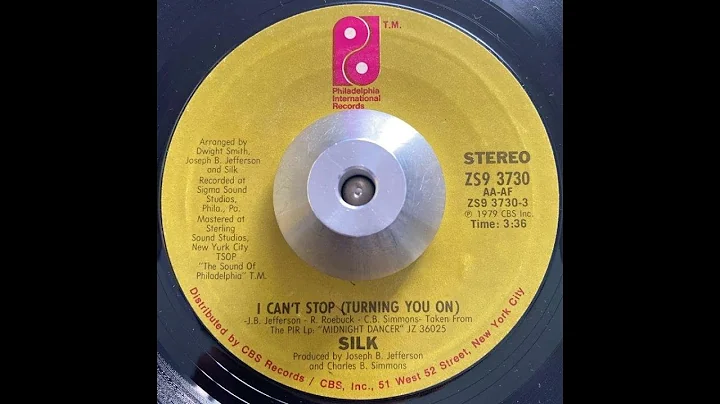 T.M.
Philadelphia
International
Records
Arranged by
Dwight Smith,
Joseph B. Jefferson
and Silk
Recorded at
Sigma Sound
Studios,
Phila., Pa.
Mastered at
Sterling
Sound Studios,
New York City
TSOP
"The Sound Of
Philadelphia" T.M.
STEREO
ZS9 3730
AA-AF
ZS9 3730-3
℗ 1979 CBS Inc.
Time: 3:36
I CAN'T STOP (TURNING YOU ON)
-J.B. Jefferson - R. Roebuck - C.B. Simmons- Taken From
The PIR Lp. "MIDNIGHT DANCER" JZ 36025
SILK
Produced by Joseph B. Jefferson
and Charles B. Simmons
Distributed by CBS Records / CBS, Inc., 51 West 52 Street, New York City